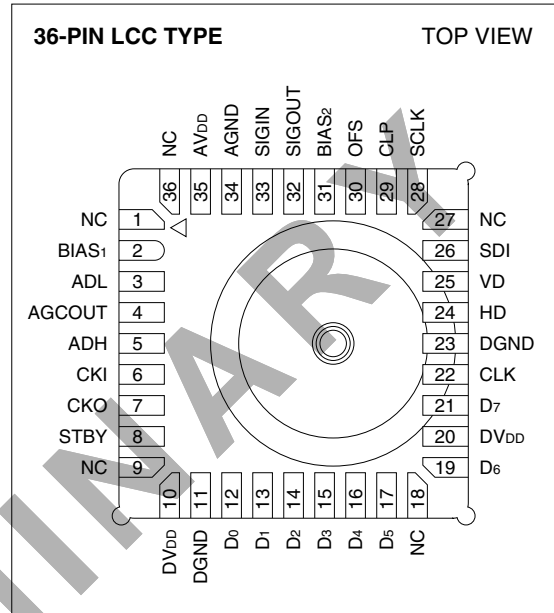 36-PIN LCC TYPE
TOP VIEW
NC
AVDD
AGND
SIGIN
SIGOUT
BIAS2
OFS
CLP
SCLK
36
35
34
33
32
31
30
29
28
NC 1
BIAS1 2
ADL 3
AGCOUT 4
ADH 5
CKI 6
CKO 7
STBY 8
NC 9
27 NC
26 SDI
25 VD
24 HD
23 DGND
22 CLK
21 D7
20 DVDD
19 D6
10
11
12
13
14
15
16
17
18
DVDD
DGND
D0
D1
D2
D3
D4
D5
NC
INARY